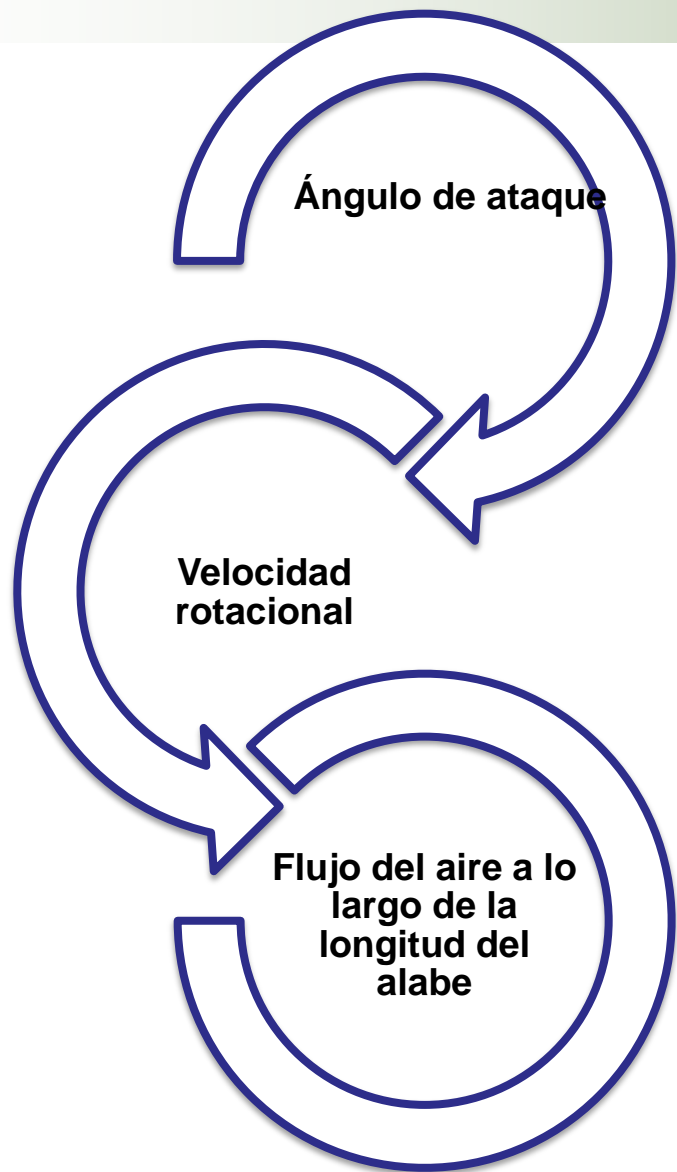 Ángulo de ataque
Velocidad
rotacional
Flujo del aire a lo
largo de la
longitud del
alabe